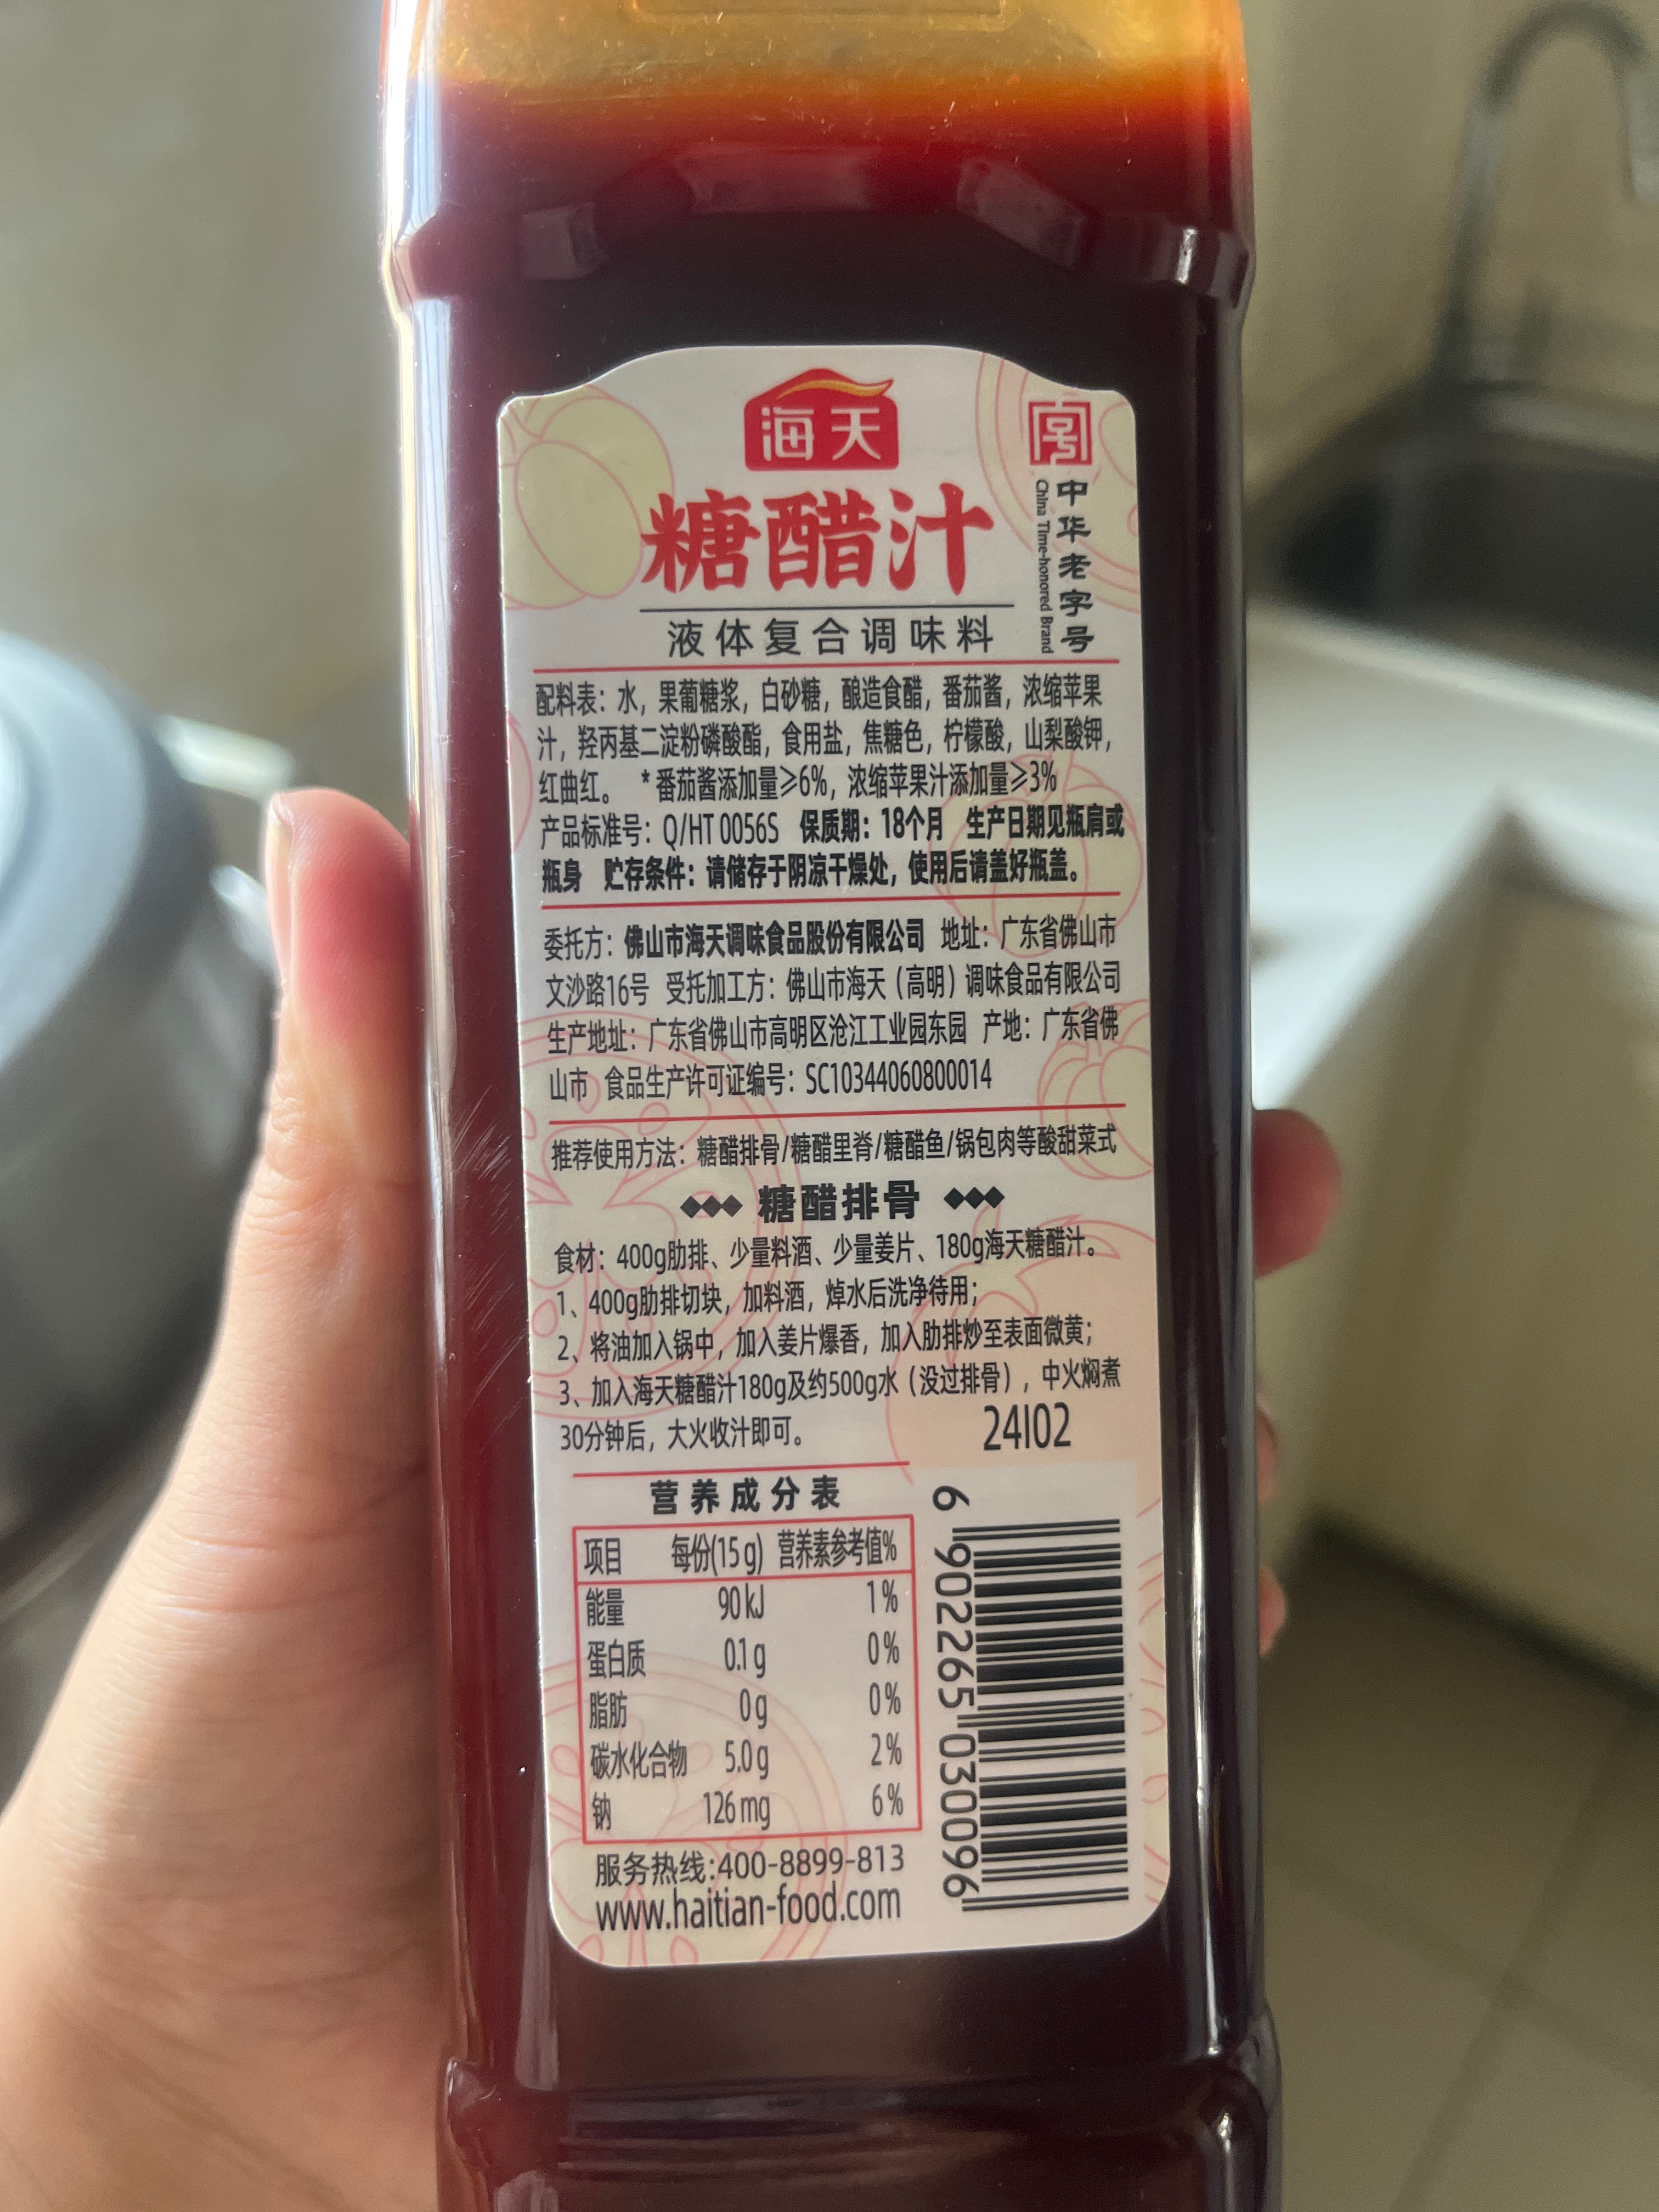 海天
字号
中华老字号
China Time-honored Brand
糖醋汁
液体复合调味料
配料表：水，果葡糖浆，白砂糖，酿造食醋，番茄酱，浓缩苹果
汁，羟丙基二淀粉磷酸酯，食用盐，焦糖色，柠檬酸，山梨酸钾，
红曲红。 *番茄酱添加量≥6%，浓缩苹果汁添加量≥3%
产品标准号：Q/HT 0056S 保质期：18个月 生产日期见瓶肩或
瓶身 贮存条件：请储存于阴凉干燥处，使用后请盖好瓶盖。
委托方：佛山市海天调味食品股份有限公司 地址：广东省佛山市
文沙路16号 受托加工方：佛山市海天（高明）调味食品有限公司
生产地址：广东省佛山市高明区沧江工业园东园 产地：广东省佛
山市 食品生产许可证编号：SC10344060800014
推荐使用方法：糖醋排骨/糖醋里脊/糖醋鱼/锅包肉等酸甜菜式
糖醋排骨
食材：400g肋排、少量料酒、少量姜片、180g海天糖醋汁。
1、400g肋排切块，加料酒，焯水后洗净待用；
2、将油加入锅中，加入姜片爆香，加入肋排炒至表面微黄；
3、加入海天糖醋汁180g及约500g水（没过排骨），中火焖煮
30分钟后，大火收汁即可。
24I02
营养成分表
项目 每份(15g) 营养素参考值%
能量 90kJ 1%
蛋白质 0.1g 0%
脂肪 0g 0%
碳水化合物 5.0g 2%
钠 126mg 6%
服务热线:400-8899-813
www.haitian-food.com
6 902265 030096